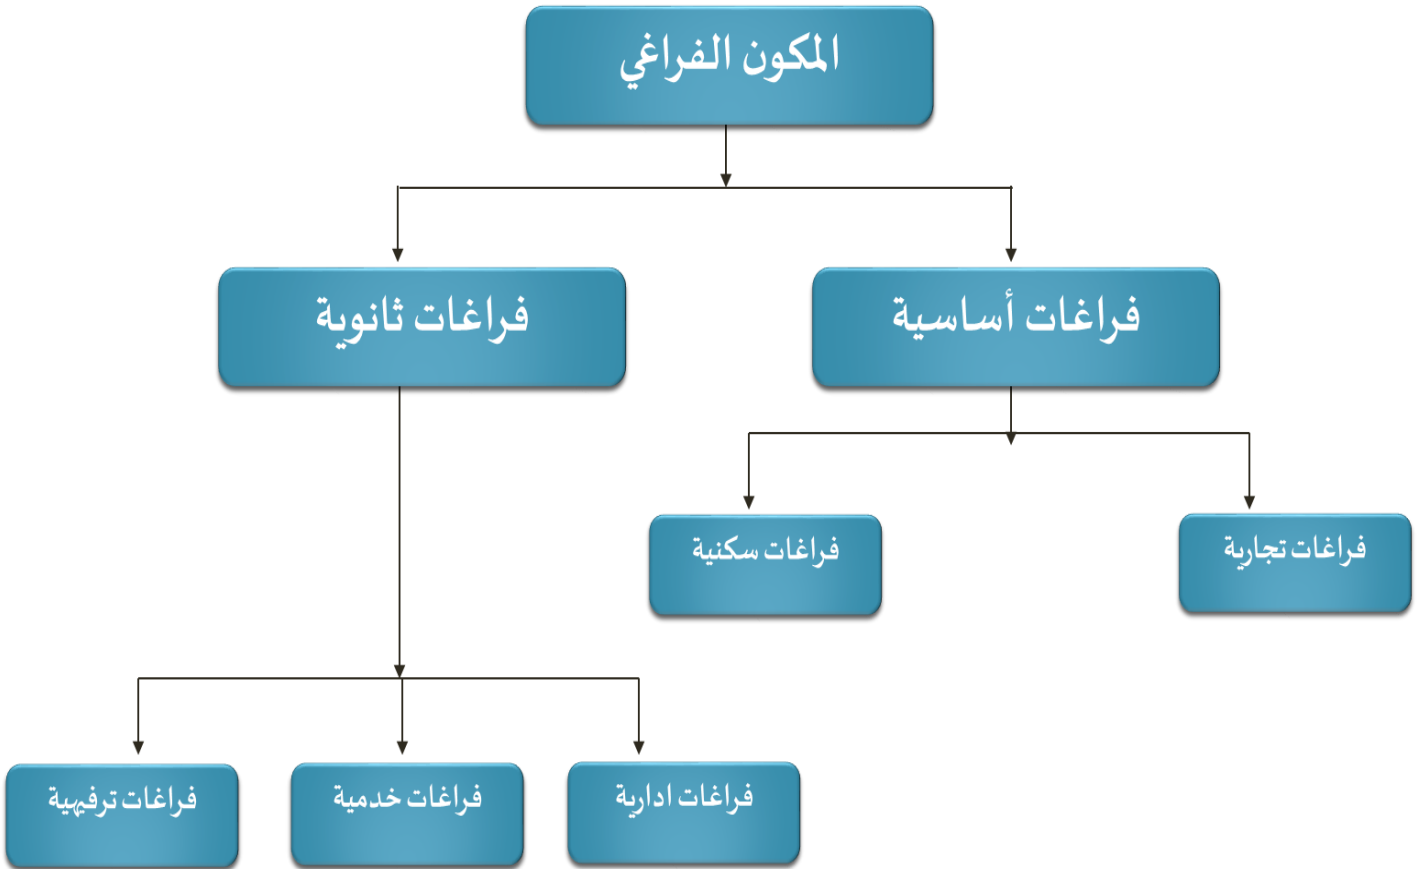 المكون الفراغي
فراغات أساسية
فراغات ثانوية
فراغات تجارية
فراغات سكنية
فراغات ادارية
فراغات خدمية
فراغات ترفيهية